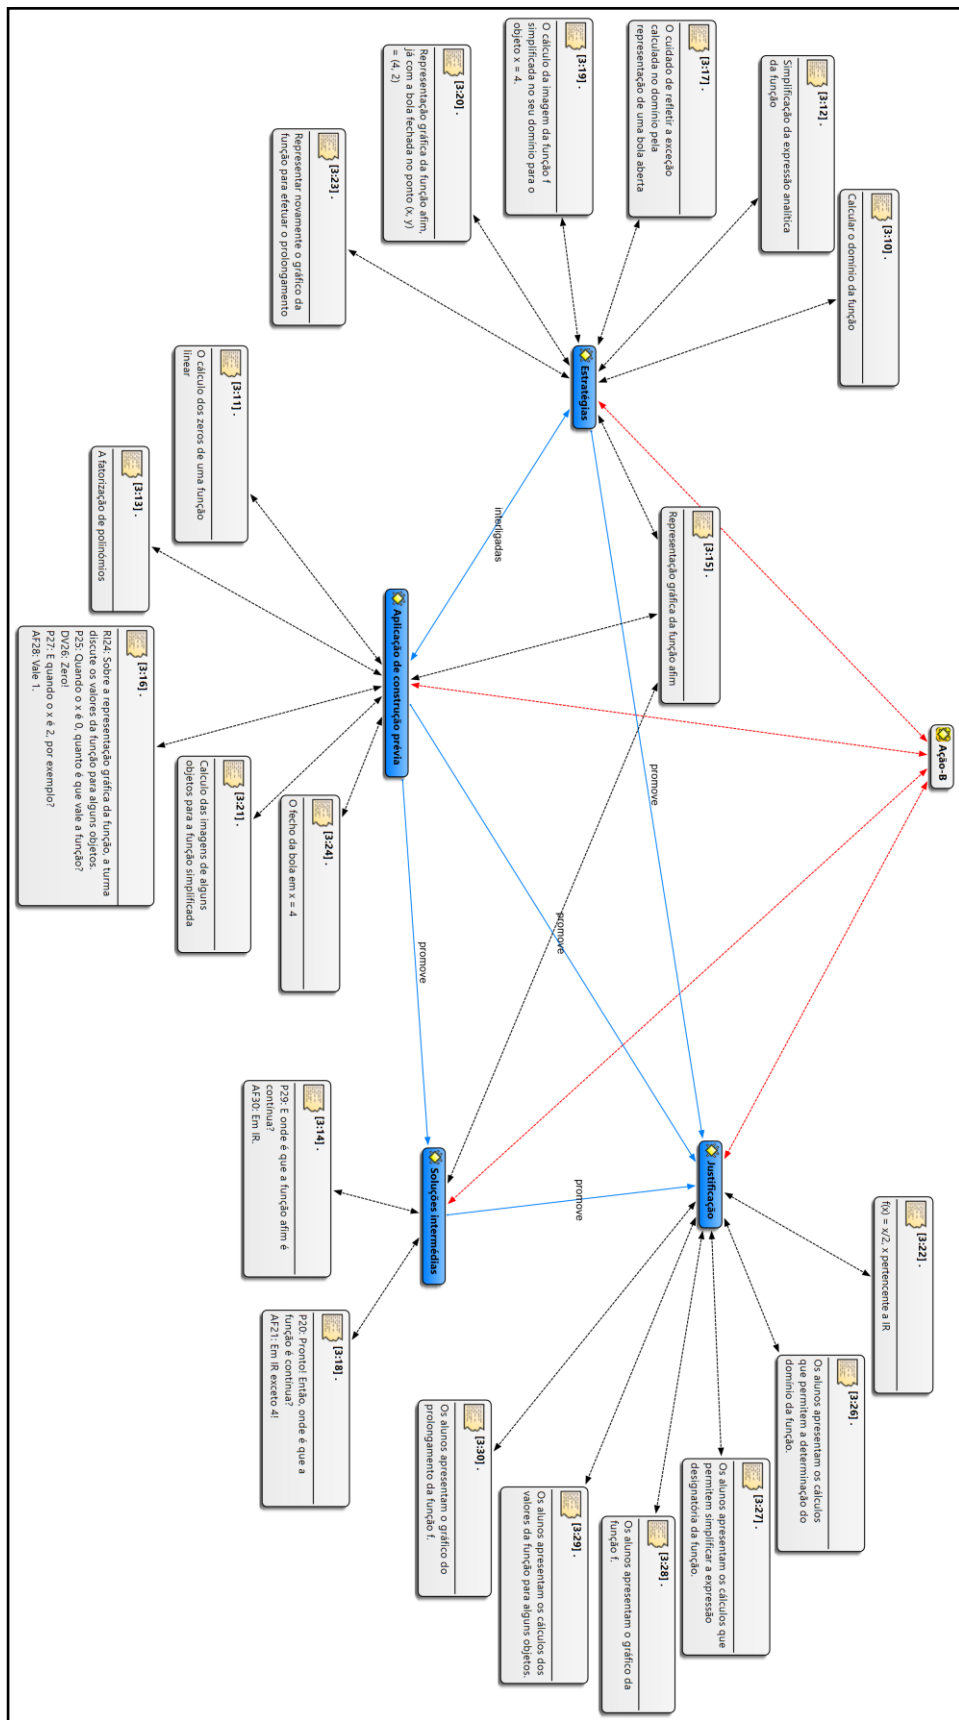 Ação-B
[3:10] .
Calcular o domínio da função
[3:12] .
Simplificação da expressão analítica
da função
[3:17] .
O cuidado de refletir a exceção
calculada no domínio pela
representação de uma bola aberta
[3:19] .
O cálculo da imagem da função f
simplificada no seu domínio para o
objeto x = 4.
[3:20] .
Representação gráfica da função afim,
já com a bola fechada no ponto (x, y)
= (4, 2)
[3:23] .
Representar novamente o gráfico da
função para efetuar o prolongamento
Estratégias
[3:15] .
Representação gráfica da função afim
interligadas
promove
[3:11] .
O cálculo dos zeros de uma função
linear
[3:13] .
A fatorização de polinómios
Aplicação de construção prévia
[3:16] .
RI24: Sobre a representação gráfica da função, a turma
discute os valores da função para alguns objetos.
P25: Quando o x é 0, quanto é que vale a função?
DV26: Zero!
P27: E quando o x é 2, por exemplo?
AF28: Vale 1.
[3:21] .
Calculo das imagens de alguns
objetos para a função simplificada
[3:24] .
O fecho da bola em x = 4
promove
promove
promove
Justificação
Soluções intermédias
[3:14] .
P29: E onde é que a função afim é
contínua?
AF30: Em IR.
[3:18] .
P20: Pronto! Então, onde é que a
função é contínua?
AF21: Em IR exceto 4!
[3:22] .
f(x) = x/2, x pertencente a IR
[3:26] .
Os alunos apresentam os cálculos
que permitem a determinação do
domínio da função.
[3:27] .
Os alunos apresentam os cálculos que
permitem simplificar a expressão
designatória da função.
[3:28] .
Os alunos apresentam o gráfico da
função f.
[3:29] .
Os alunos apresentam os cálculos dos
valores da função para alguns objetos.
[3:30] .
Os alunos apresentam o gráfico do
prolongamento da função f.